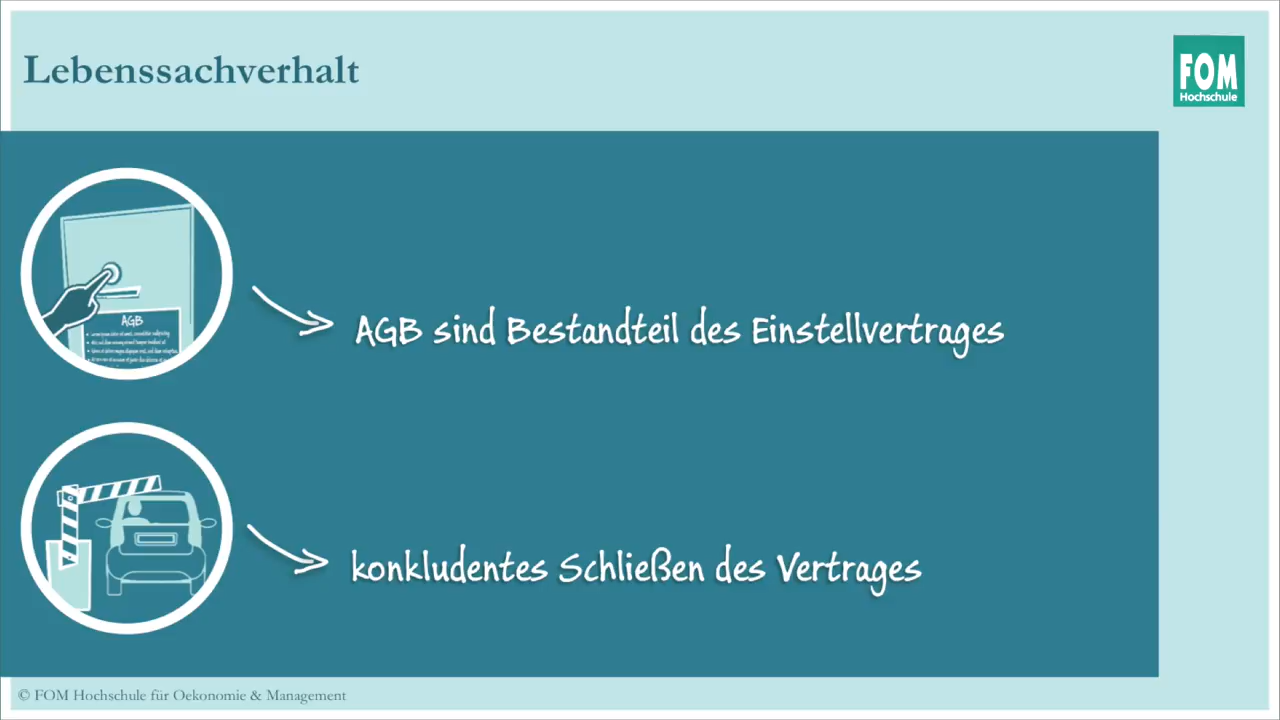 Lebenssachverhalt
FOM
Hochschule
AGB
AGB sind Bestandteil des Einstellvertrages
konkludentes Schließen des Vertrages
© FOM Hochschule für Oekonomie & Management